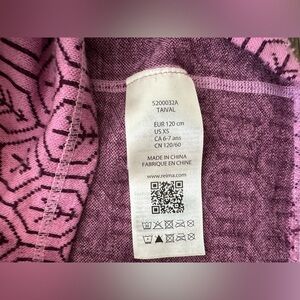 5200032A
TAIVAL
EUR 120 cm
US XS
CA 6-7 ans
CN 120/60
MADE IN CHINA
FABRIQUE EN CHINE
www.reima.com